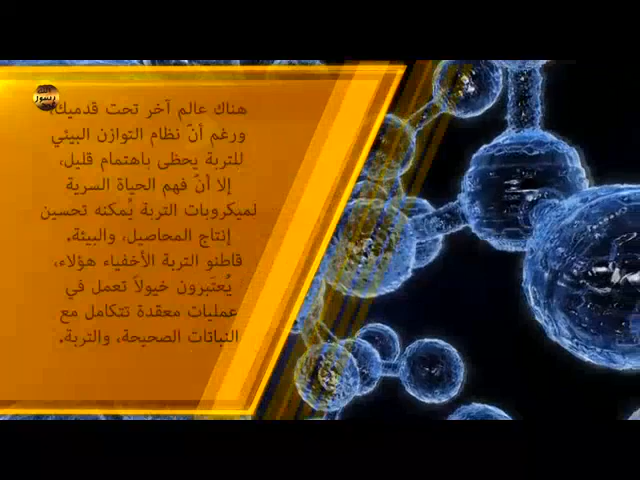 هناك عالم آخر تحت قدميك،
ورغم أنّ نظام التوازن البيئي
للتربة يحظى باهتمام قليل،
إلا أنّ فهم الحياة السرية
لميكروبات التربة يُمكنه تحسين
إنتاج المحاصيل، والبيئة.
قاطنو التربة الأخفياء هؤلاء،
يُعتَبرون خيولاً تعمل في
عمليات معقدة تتكامل مع
النباتات الصحيحة، والتربة.